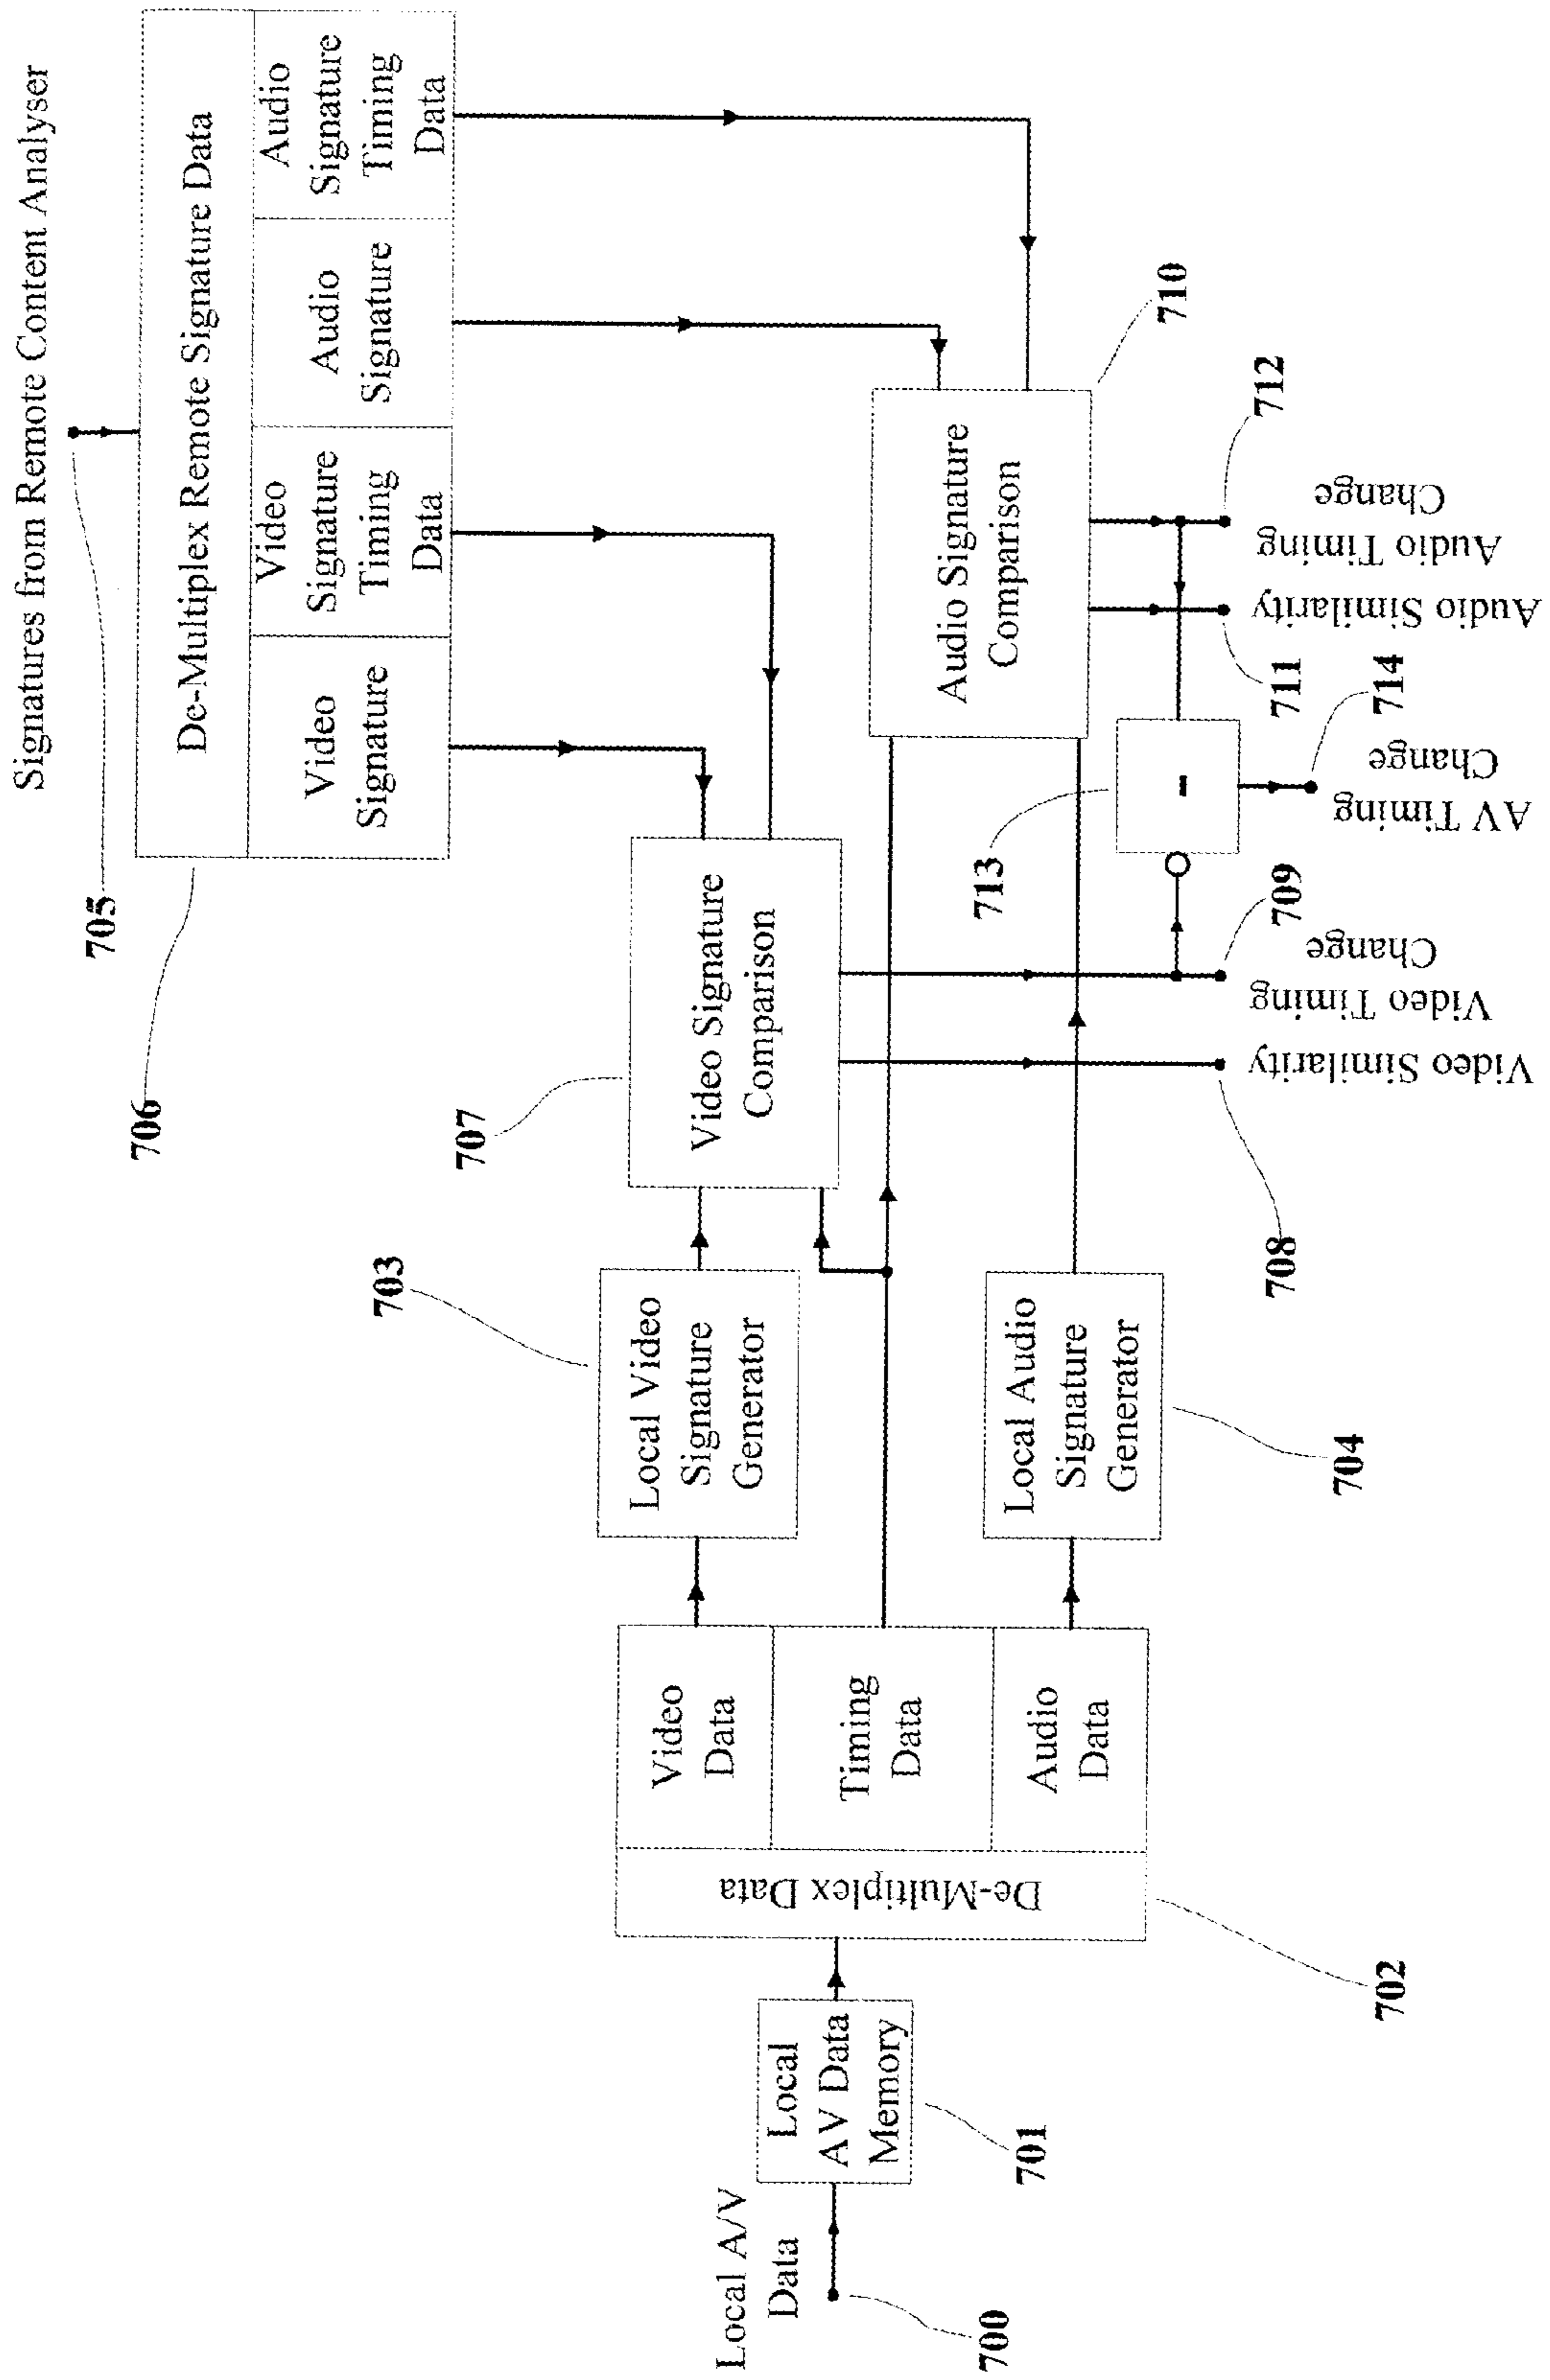 Signatures from Remote Content Analyser
705
De-Multiplex Remote Signature Data
706
Video
Signature
Video
Signature
Timing
Data
Audio
Signature
Audio
Signature
Timing
Data
Local A/V
Data
700
Local
AV Data
Memory
701
De-Multiplex Data
702
Video
Data
Timing
Data
Audio
Data
703
Local Video
Signature
Generator
Local Audio
Signature
Generator
704
707
Video Signature
Comparison
Audio Signature
Comparison
710
708
Video Similarity
709
Video Timing
Change
713
-
714
AV Timing
Change
711
Audio Similarity
712
Audio Timing
Change